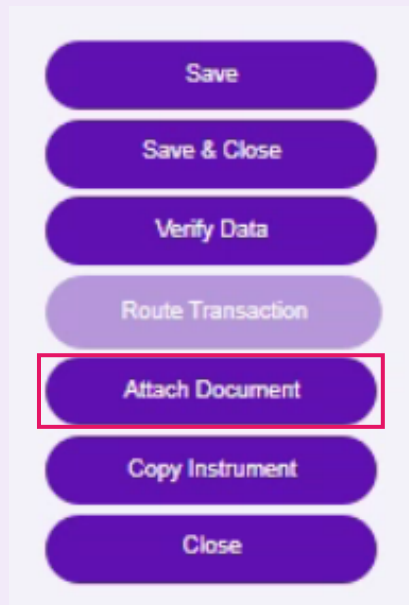 Save
Save & Close
Verify Data
Route Transaction
Attach Document
Copy Instrument
Close